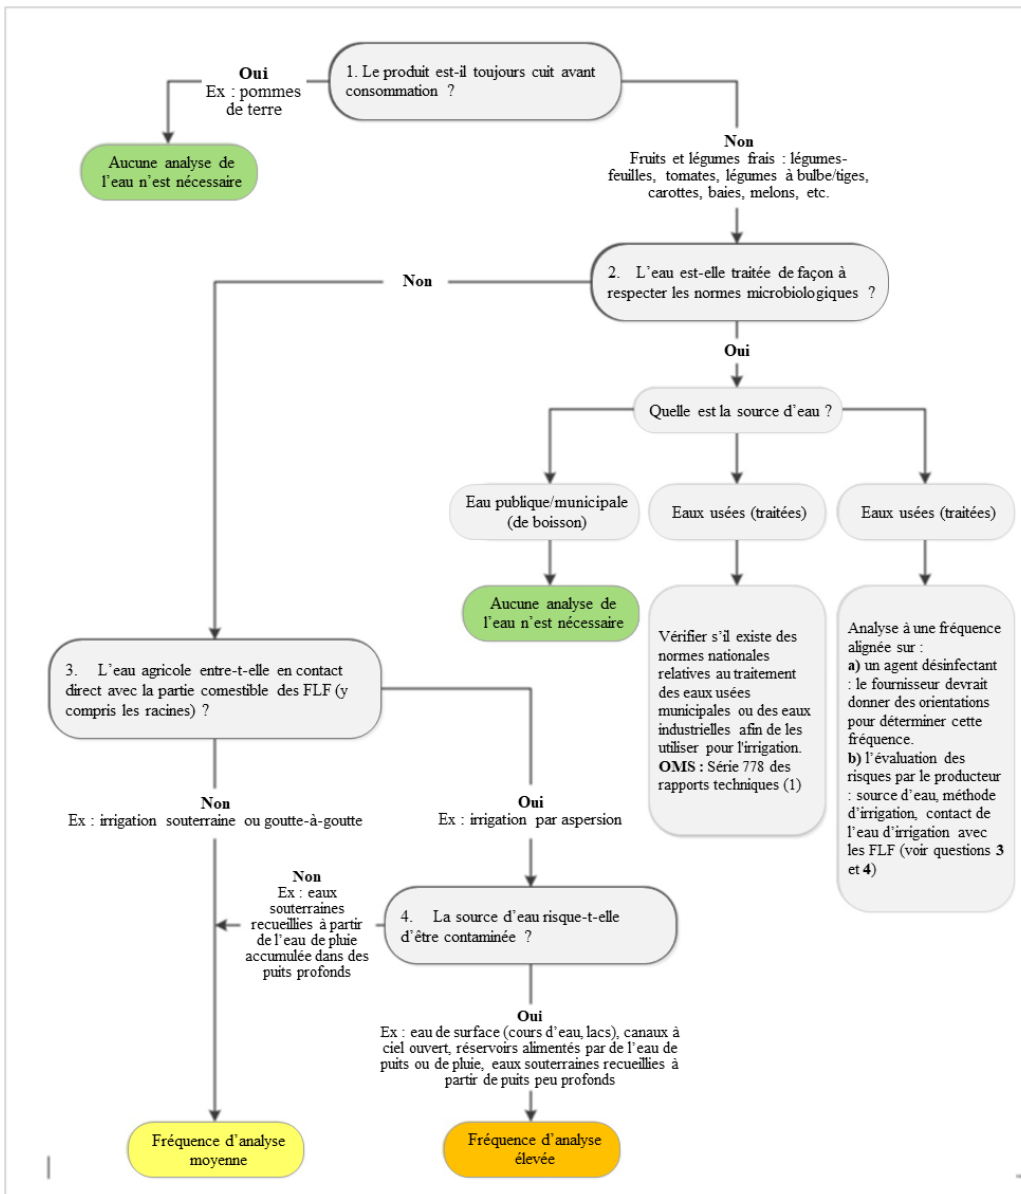 1. Le produit est-il toujours cuit avant
consommation ?
Oui
Ex : pommes
de terre
Aucune analyse de
l'eau n'est nécessaire
Non
Fruits et légumes frais : légumes-
feuilles, tomates, légumes à bulbe/tiges,
carottes, baies, melons, etc.
2. L'eau est-elle traitée de façon à
respecter les normes microbiologiques ?
Non
Oui
Quelle est la source d'eau ?
Eau publique/municipale
(de boisson)
Eaux usées (traitées)
Eaux usées (traitées)
Aucune analyse de
l'eau n'est nécessaire
Vérifier s'il existe des
normes nationales
relatives au traitement
des eaux usées
municipales ou des eaux
industrielles afin de les
utiliser pour l'irrigation.
OMS : Série 778 des
rapports techniques (1)
Analyse à une fréquence
alignée sur :
a) un agent désinfectant
: le fournisseur devrait
donner des orientations
pour déterminer cette
fréquence.
b) l'évaluation des
risques par le producteur
: source d'eau, méthode
d'irrigation, contact de
l'eau d'irrigation avec
les FLF (voir questions 3
et 4)
3. L'eau agricole entre-t-elle en contact
direct avec la partie comestible des FLF (y
compris les racines) ?
Non
Ex : irrigation souterraine ou goutte-à-goutte
Oui
Ex : irrigation par aspersion
4. La source d'eau risque-t-elle
d'être contaminée ?
Non
Ex : eaux
souterraines
recueillies à partir
de l'eau de pluie
accumulée dans des
puits profonds
Oui
Ex : eau de surface (cours d'eau, lacs), canaux à
ciel ouvert, réservoirs alimentés par de l'eau de
puits ou de pluie, eaux souterraines recueillies à
partir de puits peu profonds
Fréquence d'analyse
moyenne
Fréquence d'analyse
élevée